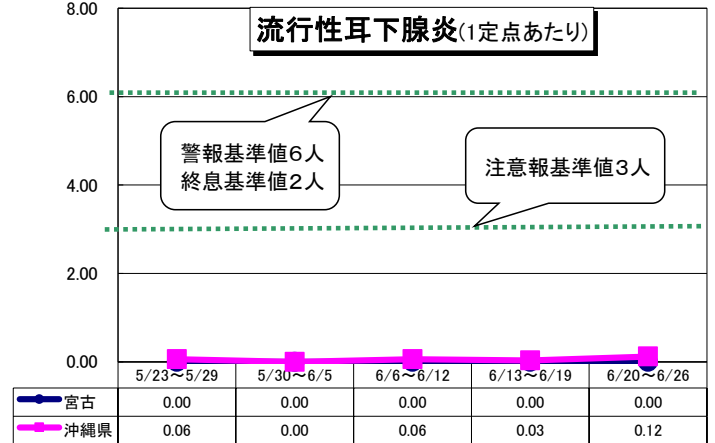 流行性耳下腺炎(1定点あたり)
8.00
6.00
警報基準値6人
終息基準値2人
注意報基準値3人
4.00
2.00
0.00
5/23～5/29 5/30～6/5 6/6～6/12 6/13～6/19 6/20～6/26
宮古 0.00 0.00 0.00 0.00 0.00
沖縄県 0.06 0.00 0.06 0.03 0.12